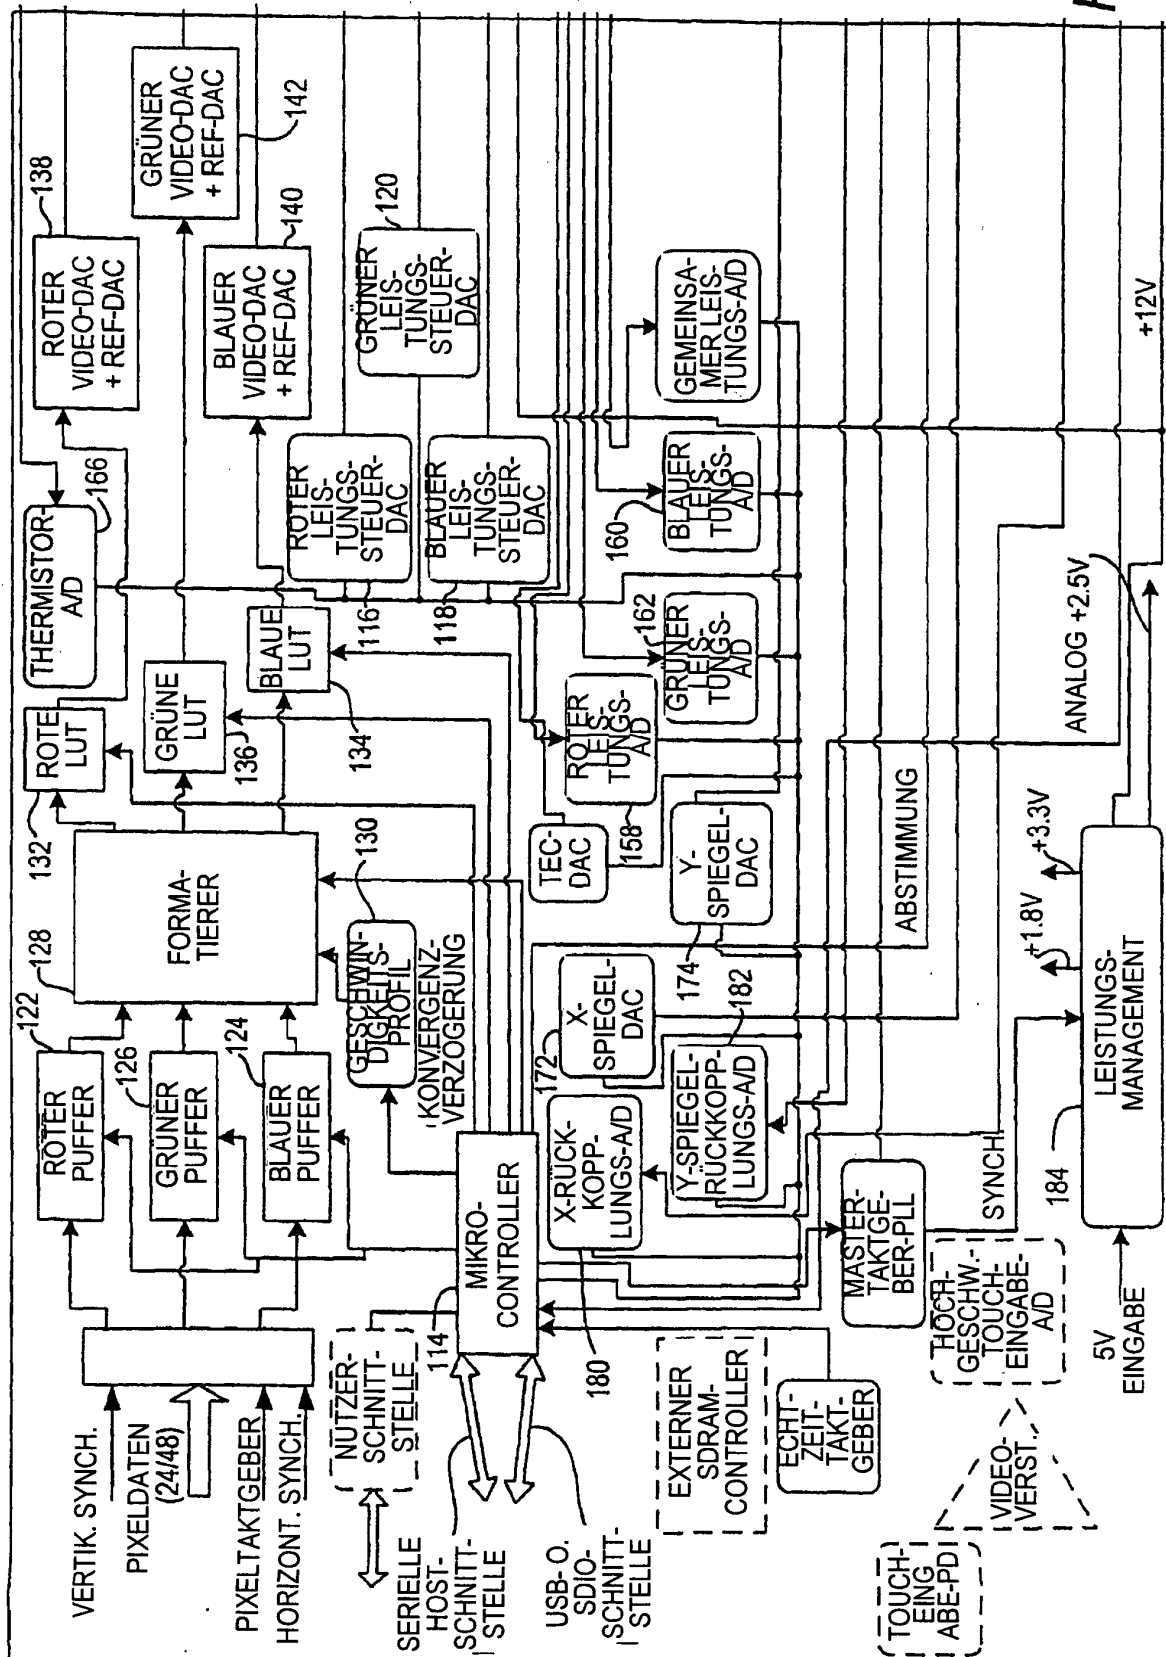 VERTIK. SYNCH.
PIXELDATEN
(24/48)
PIXELTAKTGEBER
HORIZONT. SYNCH.
122
ROTER
PUFFER
126
GRÜNER
PUFFER
124
BLAUER
PUFFER
128
FORMA-
TIERER
132
ROTE
LUT
GRÜNE
LUT
136
BLAUE
LUT
134
THERMISTOR-
A/D
166
ROTER
VIDEO-DAC
+ REF-DAC
138
GRÜNER
VIDEO-DAC
+ REF-DAC
142
BLAUER
VIDEO-DAC
+ REF-DAC
140
NUTZER-
SCHNITT-
STELLE
GESCHWIN-
DIGKEITS-
PROFIL
130
KONVERGENZ-
VERZOGERUNG
ROTER
LEIS-
TUNGS-
STEUER-
DAC
116
GRÜNER
LEIS-
TUNGS-
STEUER-
DAC
120
BLAUER
LEIS-
TUNGS-
STEUER-
DAC
118
SERIELLE
HOST-
SCHNITT-
STELLE
USB- O.
SDIO-
SCHNITT-
STELLE
114
MIKRO-
CONTROLLER
TEC-
DAC
ROTER
LEIS-
TUNGS-
A/D
158
GRÜNER
LEIS-
TUNGS-
A/D
162
BLAUER
LEIS-
TUNGS-
A/D
160
GEMEINSA-
MER LEIS-
TUNGS-A/D
X-
SPIEGEL-
DAC
172
Y-
SPIEGEL-
DAC
174
X-RÜCK-
KOPP-
LUNGS-A/D
180
Y-SPIEGEL-
RÜCKKOPP-
LUNGS-A/D
182
EXTERNER
SDRAM-
CONTROLLER
ECHT-
ZEIT-
TAKT-
GEBER
MASTER-
TAKTGE-
BER-PLL
ABSTIMMUNG
SYNCH.
TOUCH-
EING
ABE-PD
VIDEO-
VERST.
HOCH-
GESCHW.-
TOUCH-
EINGABE-
A/D
5V
EINGABE
184
LEISTUNGS-
MANAGEMENT
+1.8V
+3.3V
ANALOG +2.5V
+12V